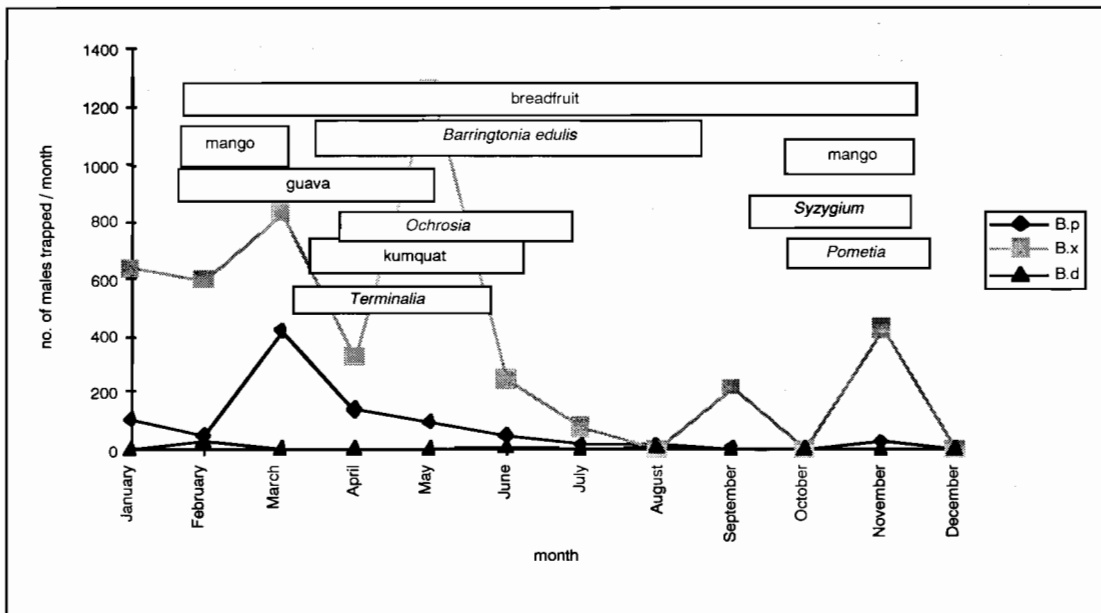 1400
1200
1000
800
600
400
200
0
no. of males trapped / month
breadfruit
Barringtonia edulis
mango
mango
guava
Syzygium
Ochrosia
kumquat
Pometia
Terminalia
B.p
B.x
B.d
January
February
March
April
May
June
July
August
September
October
November
December
month